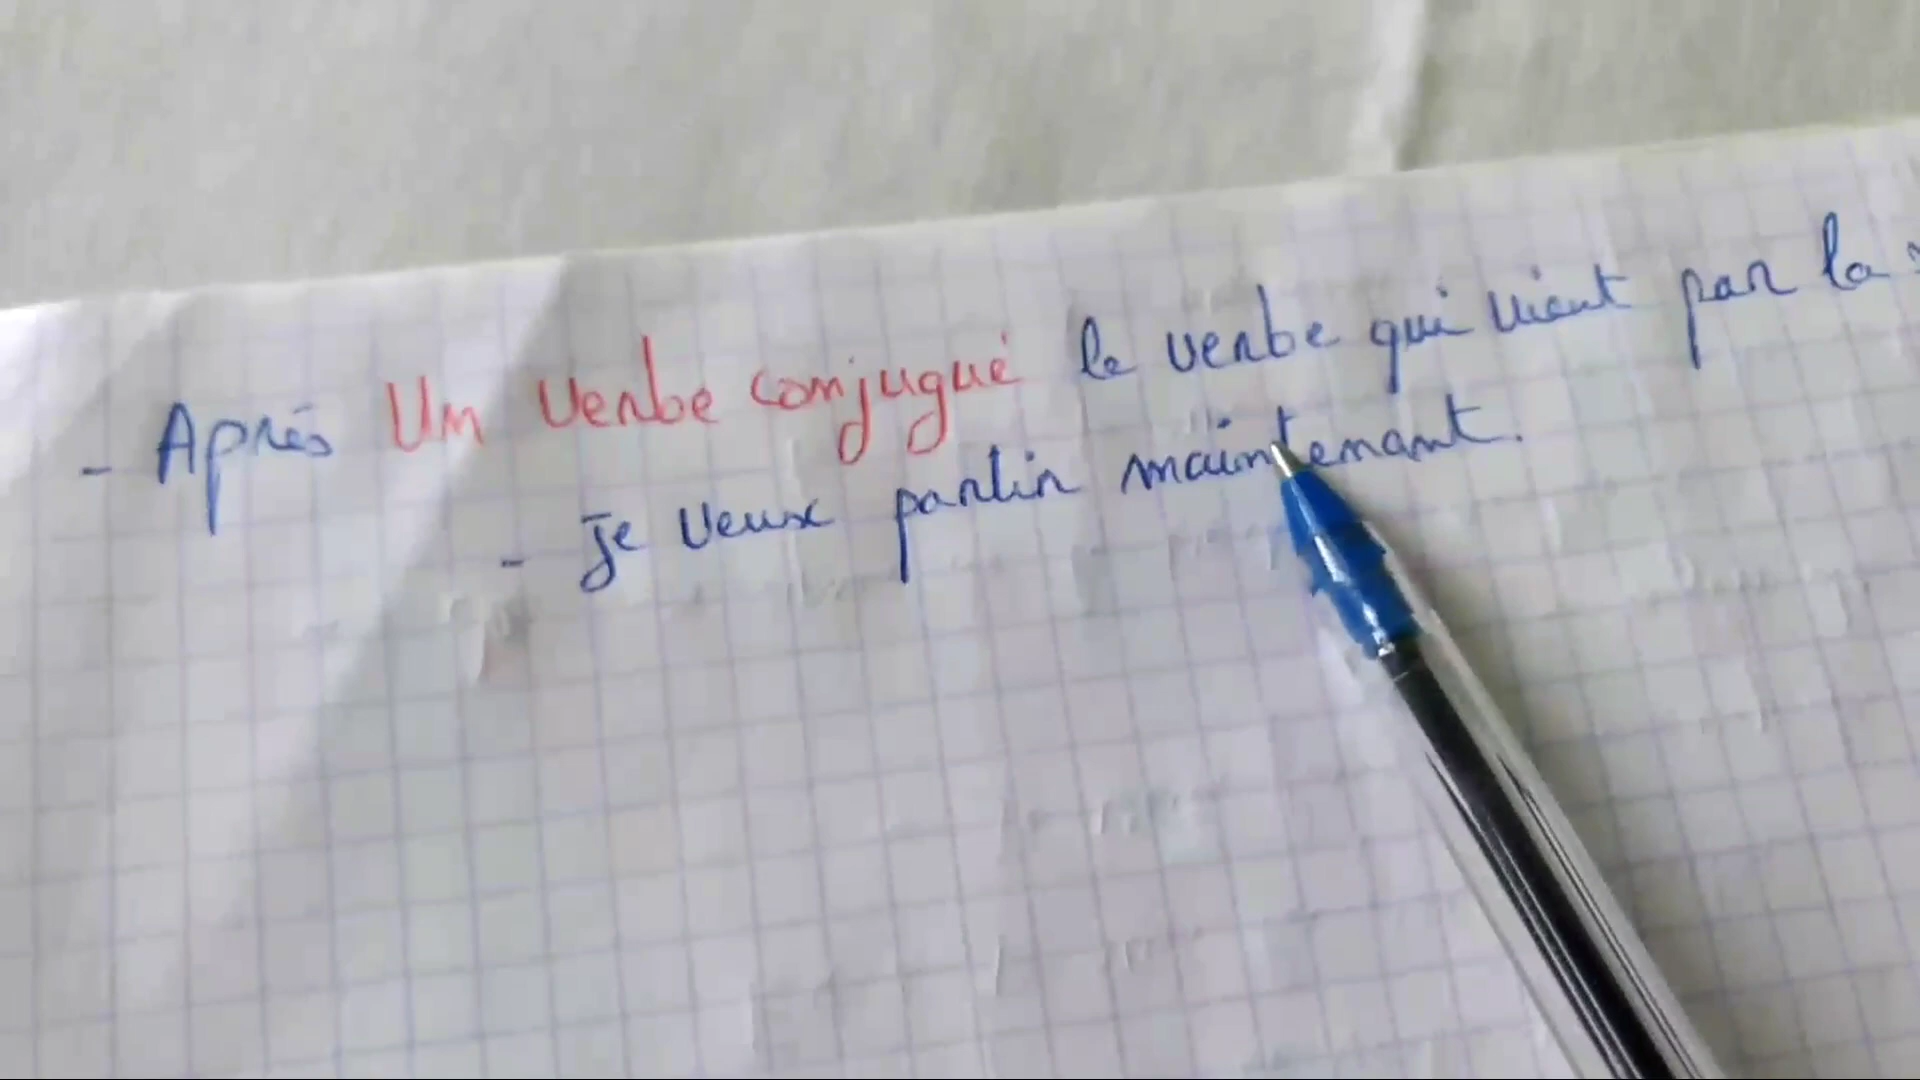 - Après Un Verbe conjugué le verbe qui vient par la
- Je veux partir maintenant.